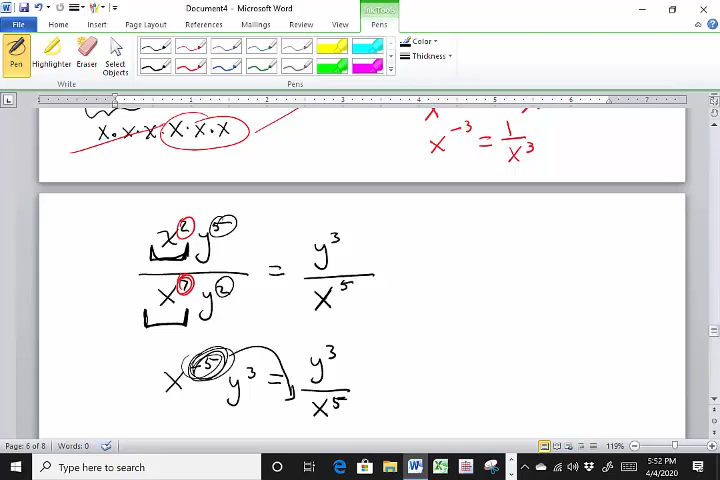 Document4 - Microsoft Word
Ink Tools
File Home Insert Page Layout References Mailings Review View Pens
Pen Highlighter Eraser Select Objects
Color
Thickness
Write Pens
x•x•x•x•x•x
x⁻³ = 1/x³
x²y⁵/x⁷y² = y³/x⁵
x⁻⁵y³ = y³/x⁵
Page: 6 of 8 Words: 0 119%
Type here to search
5:52 PM
4/4/2020